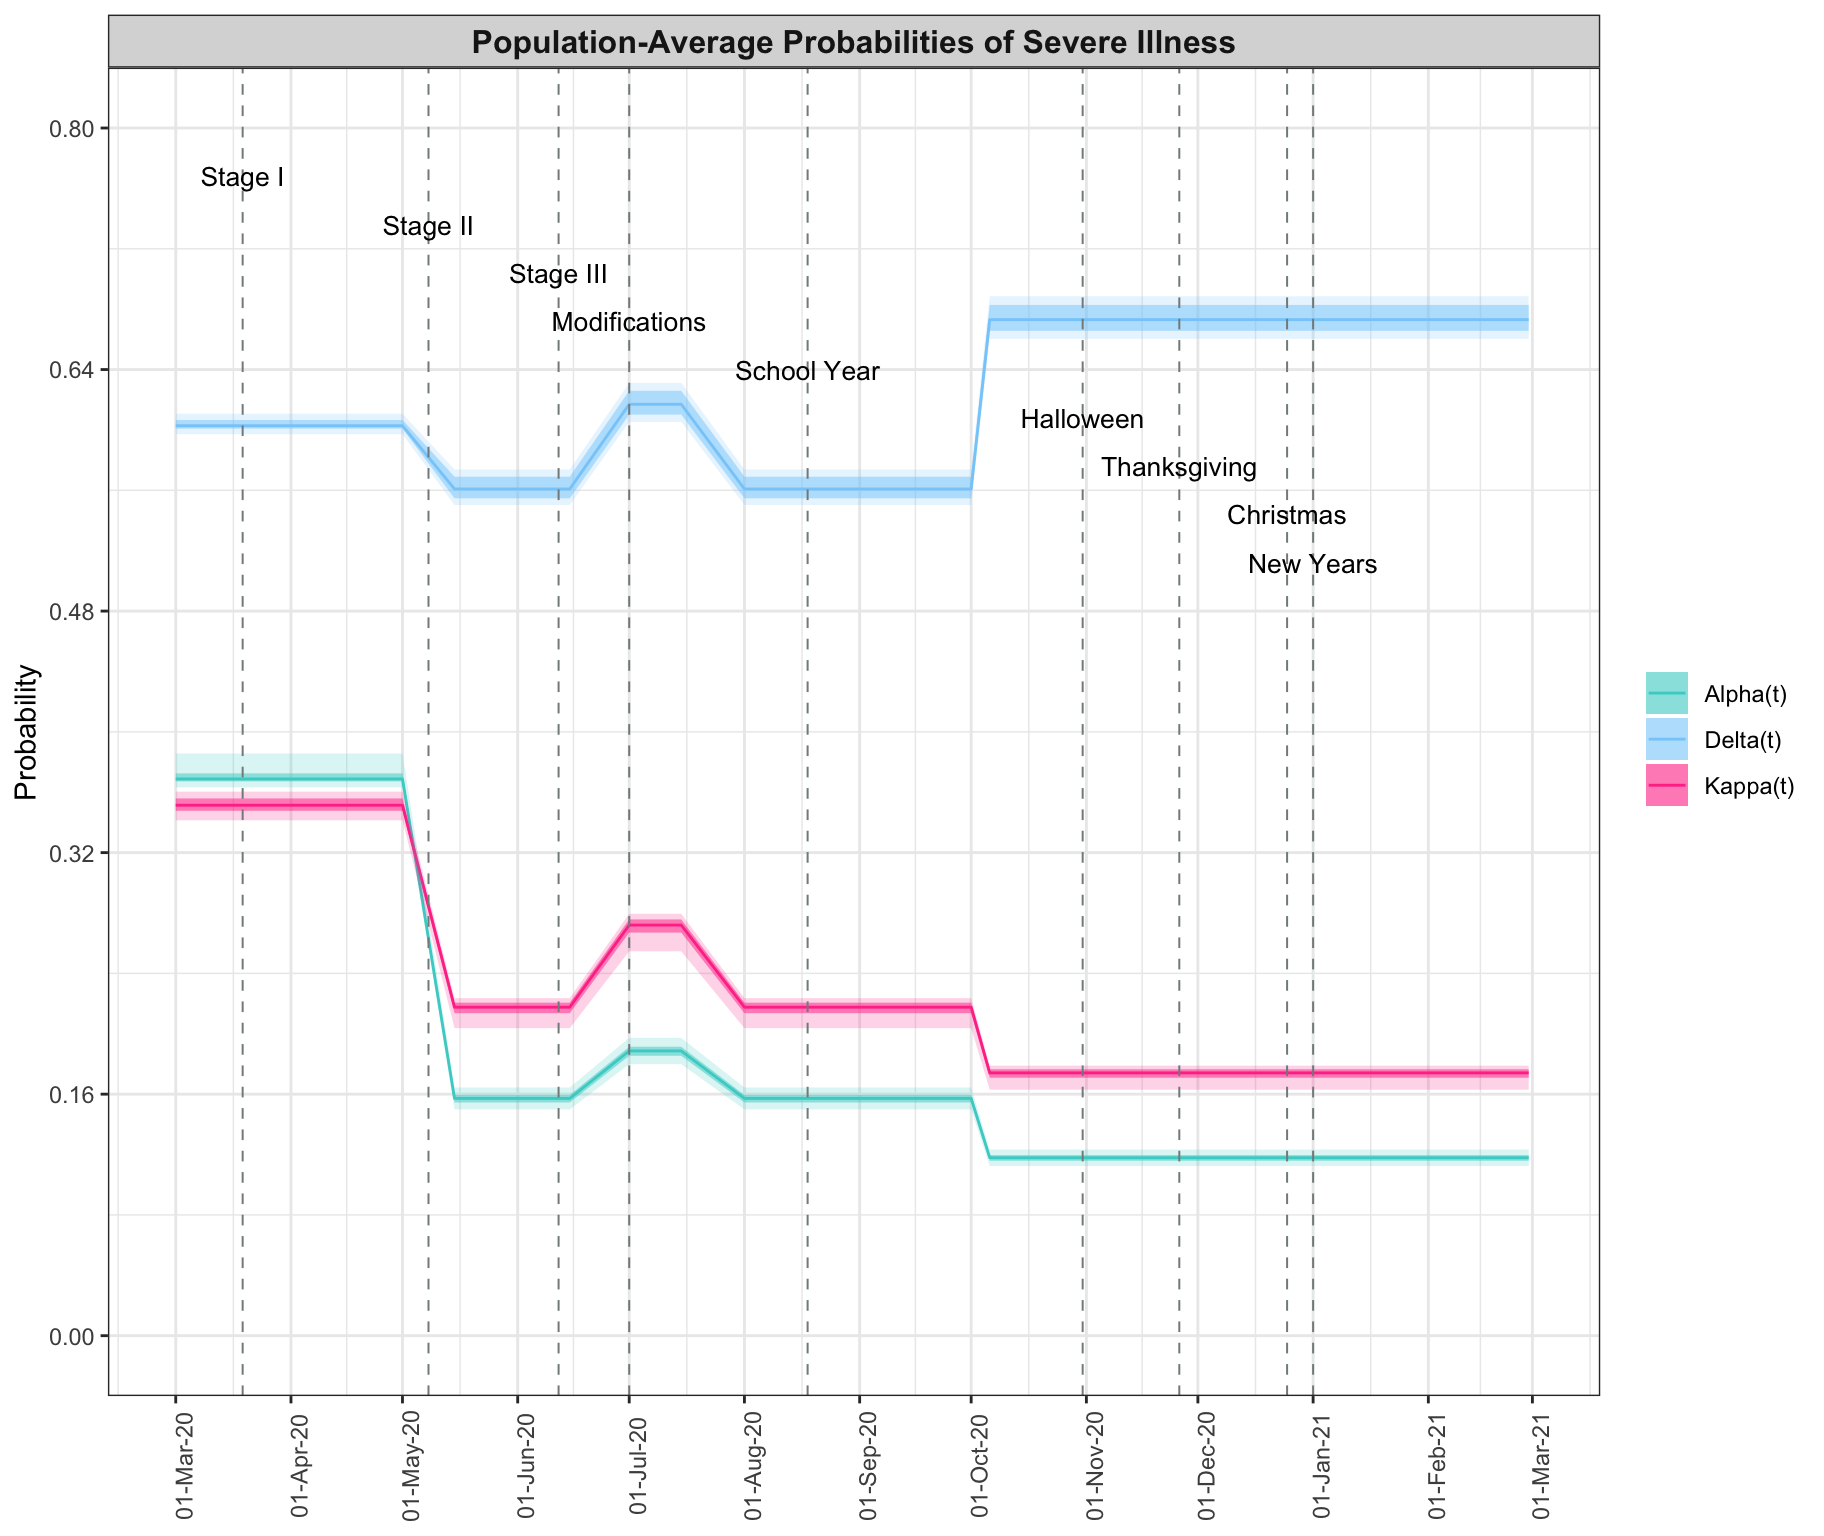 Population-Average Probabilities of Severe Illness
0.80
0.64
0.48
0.32
0.16
0.00
Probability
Stage I
Stage II
Stage III
Modifications
School Year
Halloween
Thanksgiving
Christmas
New Years
Alpha(t)
Delta(t)
Kappa(t)
01-Mar-20
01-Apr-20
01-May-20
01-Jun-20
01-Jul-20
01-Aug-20
01-Sep-20
01-Oct-20
01-Nov-20
01-Dec-20
01-Jan-21
01-Feb-21
01-Mar-21